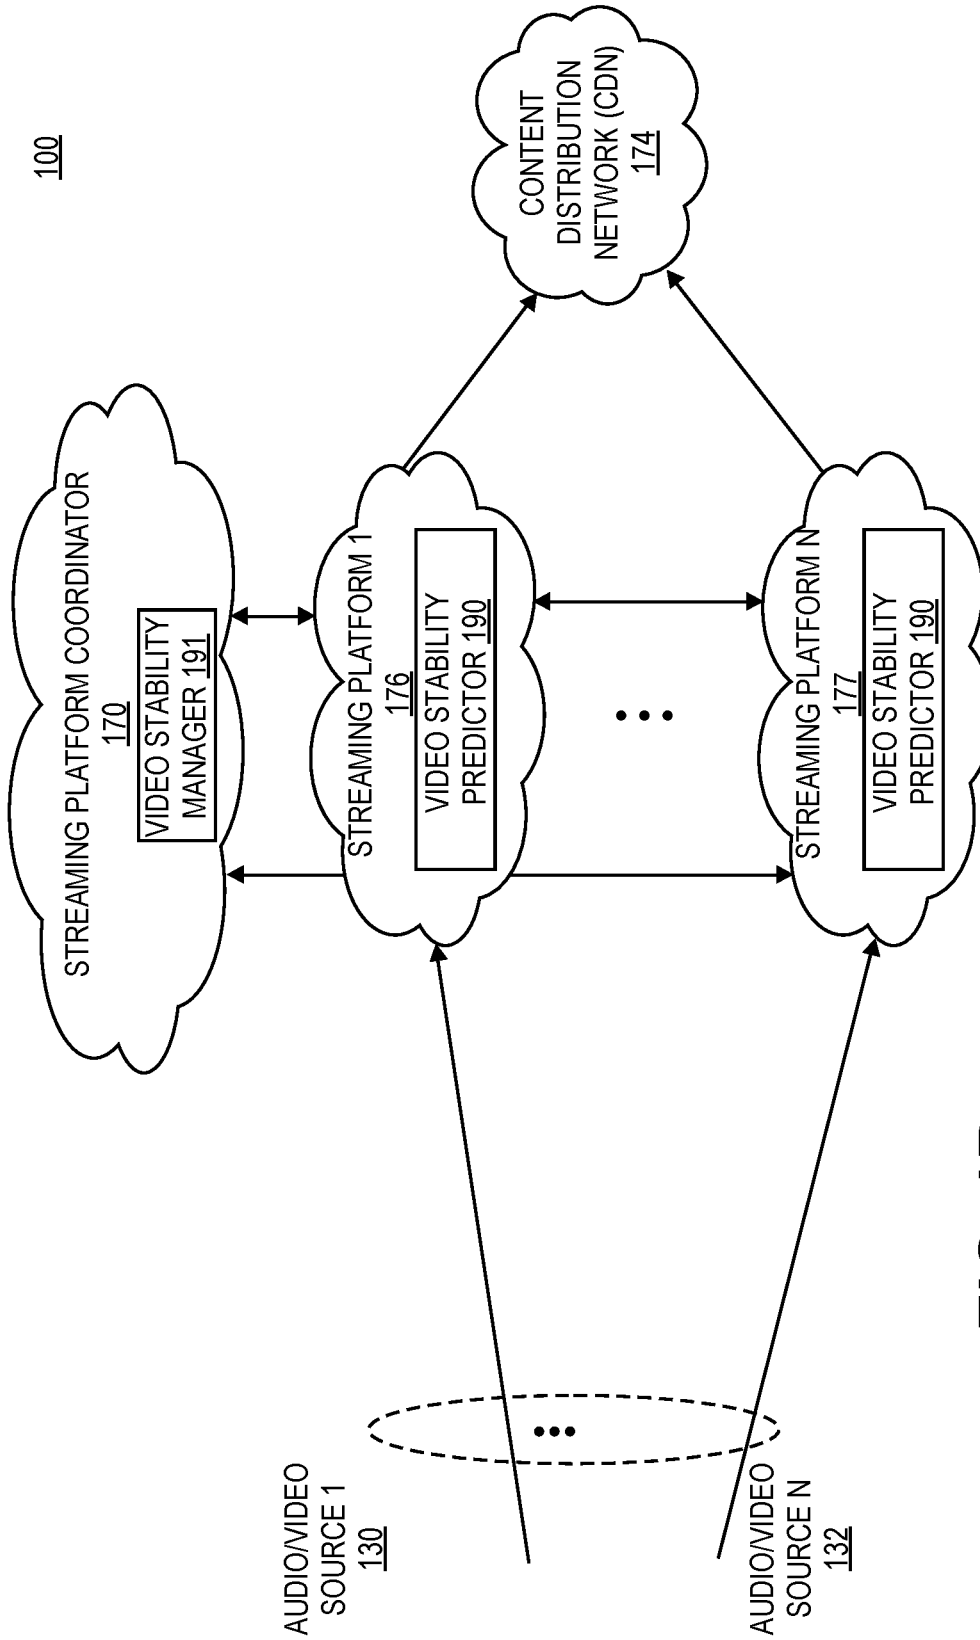 100
STREAMING PLATFORM COORDINATOR
170
VIDEO STABILITY
MANAGER 191
AUDIO/VIDEO
SOURCE 1
130
STREAMING PLATFORM 1
176
VIDEO STABILITY
PREDICTOR 190
CONTENT
DISTRIBUTION
NETWORK (CDN)
174
AUDIO/VIDEO
SOURCE N
132
STREAMING PLATFORM N
177
VIDEO STABILITY
PREDICTOR 190